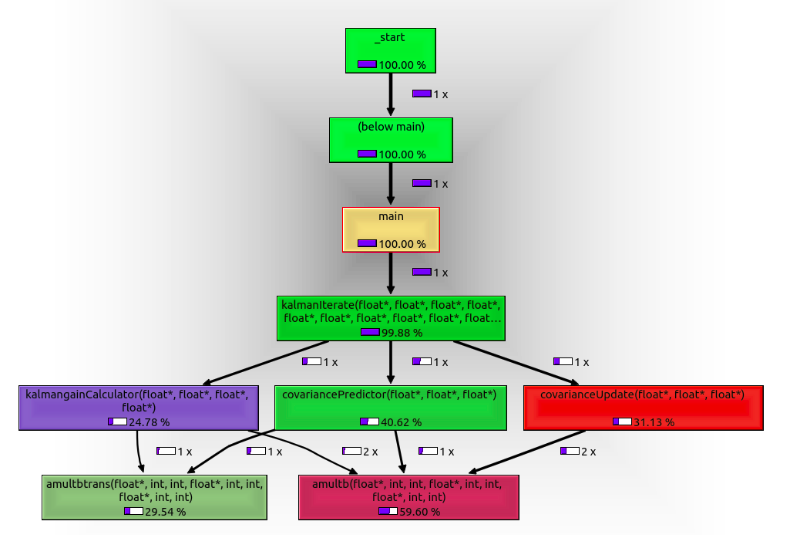 _start
100.00 %
1 x
(below main)
100.00 %
1 x
main
100.00 %
1 x
kalmanIterate(float*, float*, float*, float*,
float*, float*, float*, float*, float*, float...
99.88 %
1 x
1 x
1 x
kalmangainCalculator(float*, float*, float*,
float*)
24.78 %
covariancePredictor(float*, float*, float*)
40.62 %
covarianceUpdate(float*, float*, float*)
31.13 %
1 x
1 x
2 x
1 x
2 x
amultbtrans(float*, int, int, float*, int, int,
float*, int, int)
29.54 %
amultb(float*, int, int, float*, int, int,
float*, int, int)
59.60 %